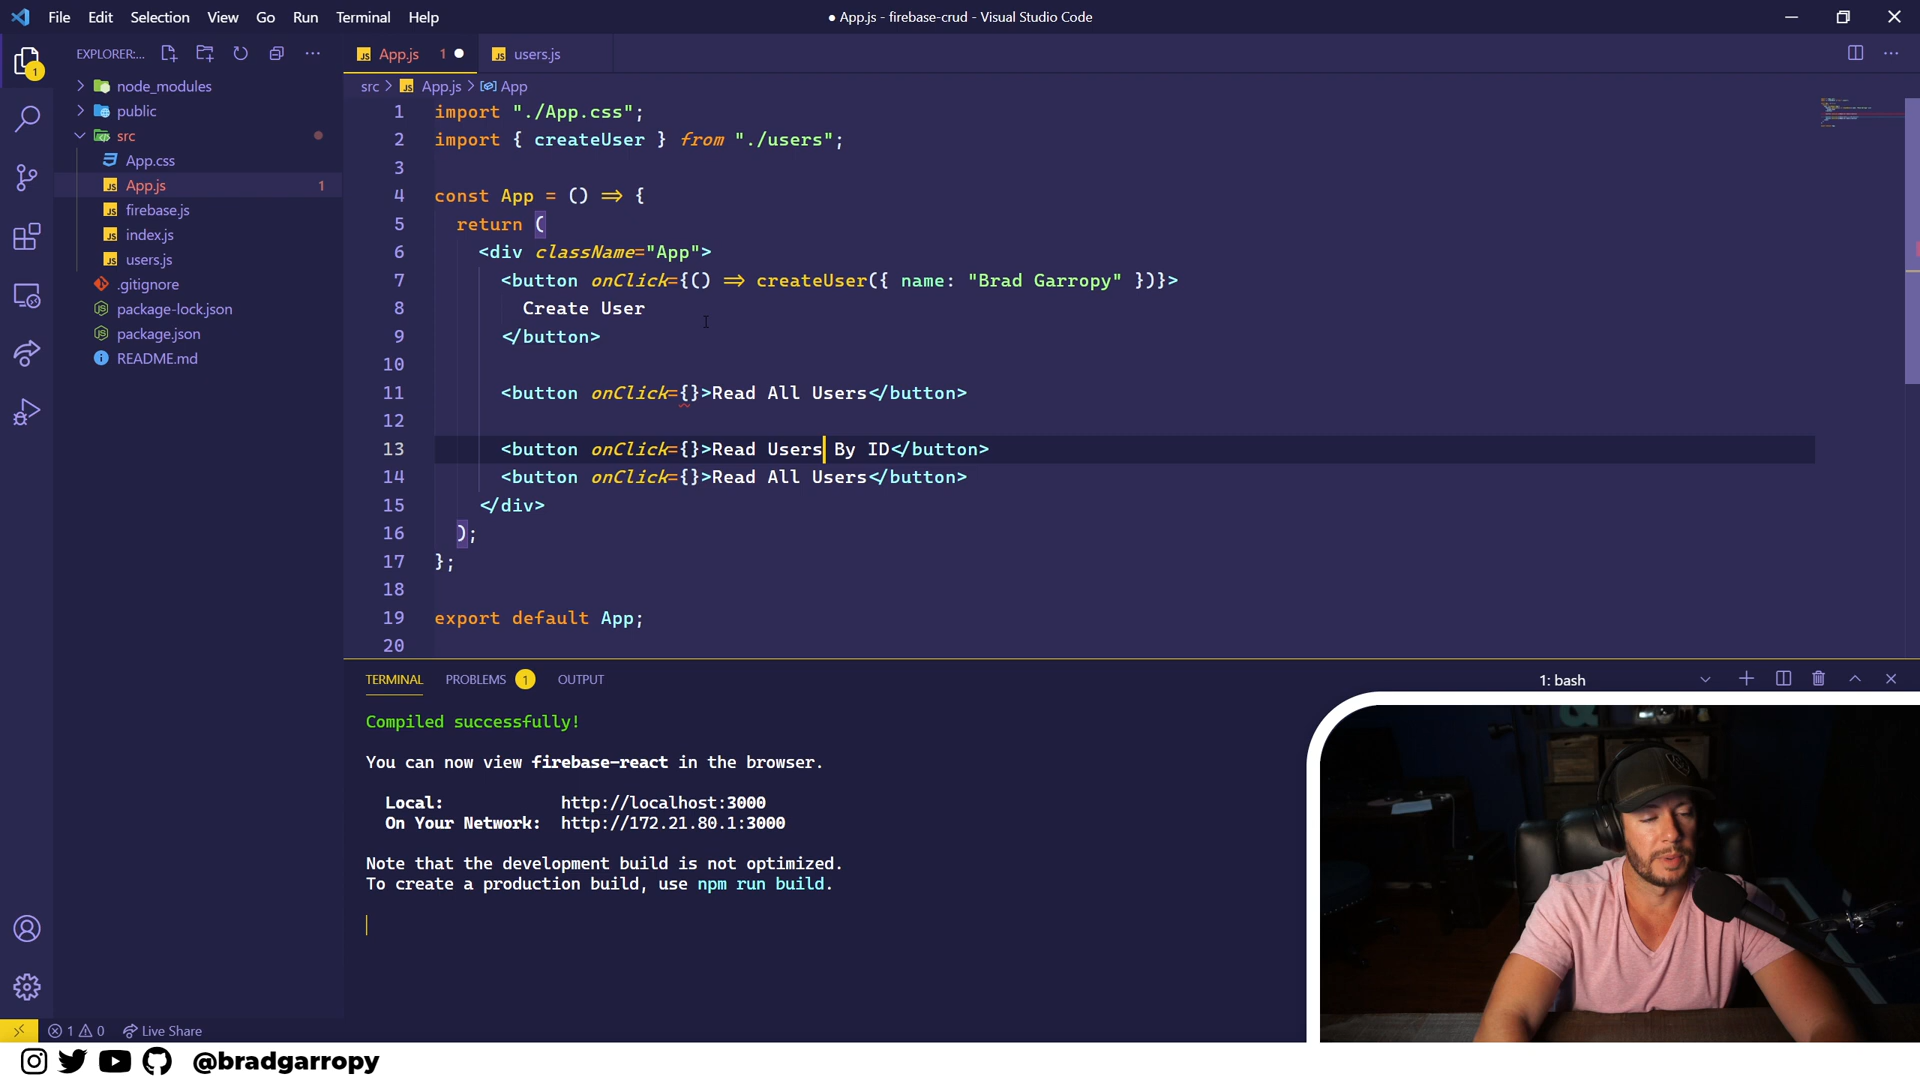 File Edit Selection View Go Run Terminal Help
● App.js - firebase-crud - Visual Studio Code
EXPLORER:...
App.js 1
users.js
1
src > App.js > App
node_modules
public
src
App.css
App.js 1
firebase.js
index.js
users.js
.gitignore
package-lock.json
package.json
README.md
1 import "./App.css";
2 import { createUser } from "./users";
3
4 const App = () => {
5 return (
6 <div className="App">
7 <button onClick={() => createUser({ name: "Brad Garropy" })}>
8 Create User
9 </button>
10
11 <button onClick={}>Read All Users</button>
12
13 <button onClick={}>Read Users By ID</button>
14 <button onClick={}>Read All Users</button>
15 </div>
16 );
17 };
18
19 export default App;
20
TERMINAL PROBLEMS 1 OUTPUT
1: bash
Compiled successfully!
You can now view firebase-react in the browser.
Local: http://localhost:3000
On Your Network: http://172.21.80.1:3000
Note that the development build is not optimized.
To create a production build, use npm run build.
1 0 Live Share
@bradgarropy